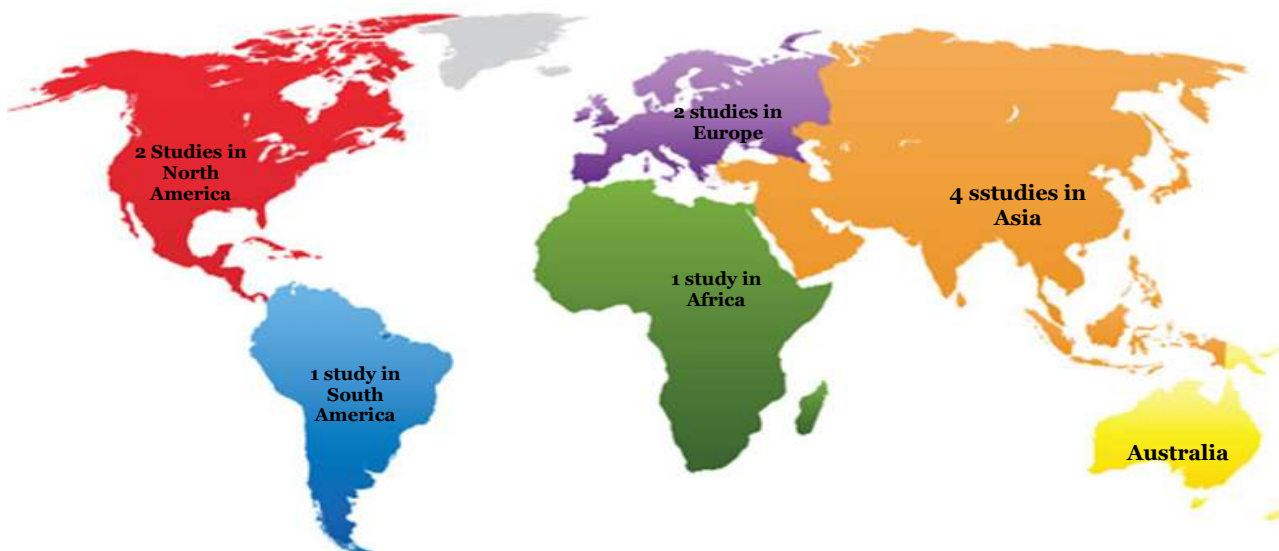 2 Studies in
North
America
2 studies in
Europe
4 sstudies in
Asia
1 study in
Africa
1 study in
South
America
Australia